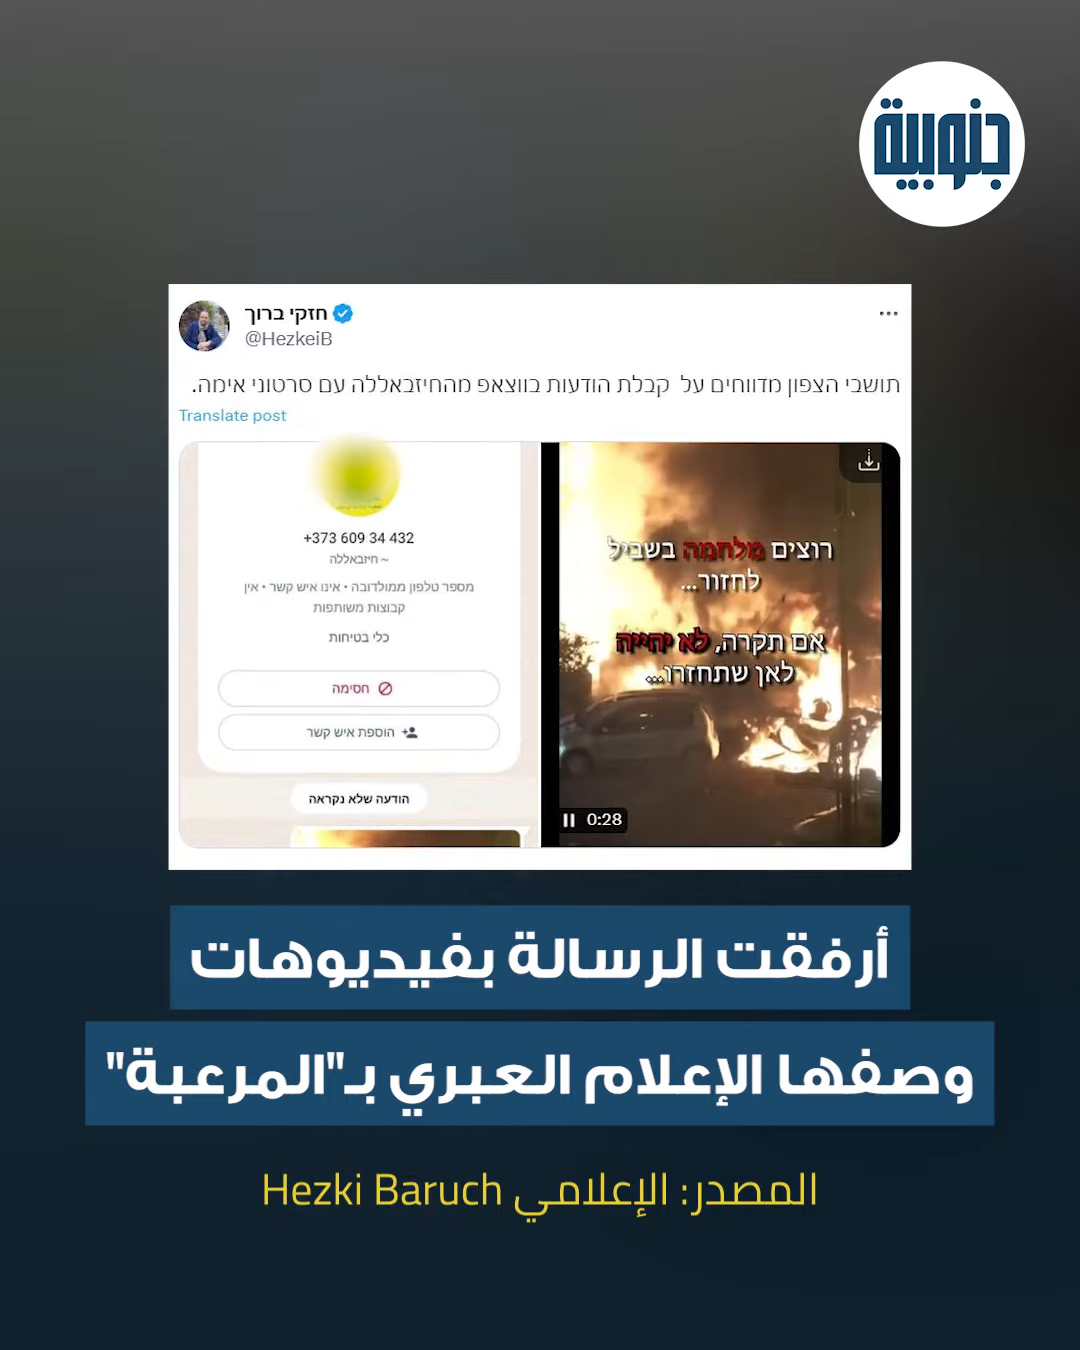 جنوبية
חזקי ברוך
@HezkeiB
תושבי הצפון מדווחים על קבלת הודעות בווצאפ מהחיזבאללה עם סרטוני אימה.
Translate post
+373 609 34 432
~ חיזבאללה
מספר טלפון ממולדובה • אינו איש קשר • אין
קבוצות משותפות
כלי בטיחות
חסימה
הוספת איש קשר
הודעה שלא נקראה
רוצים מלחמה בשביל
לחזור...
אם תקרה, לא יהייה
לאן שתחזרו...
0:28
أرفقت الرسالة بفيديوهات
وصفها الإعلام العبري بـ"المرعبة"
المصدر: الإعلامي Hezki Baruch